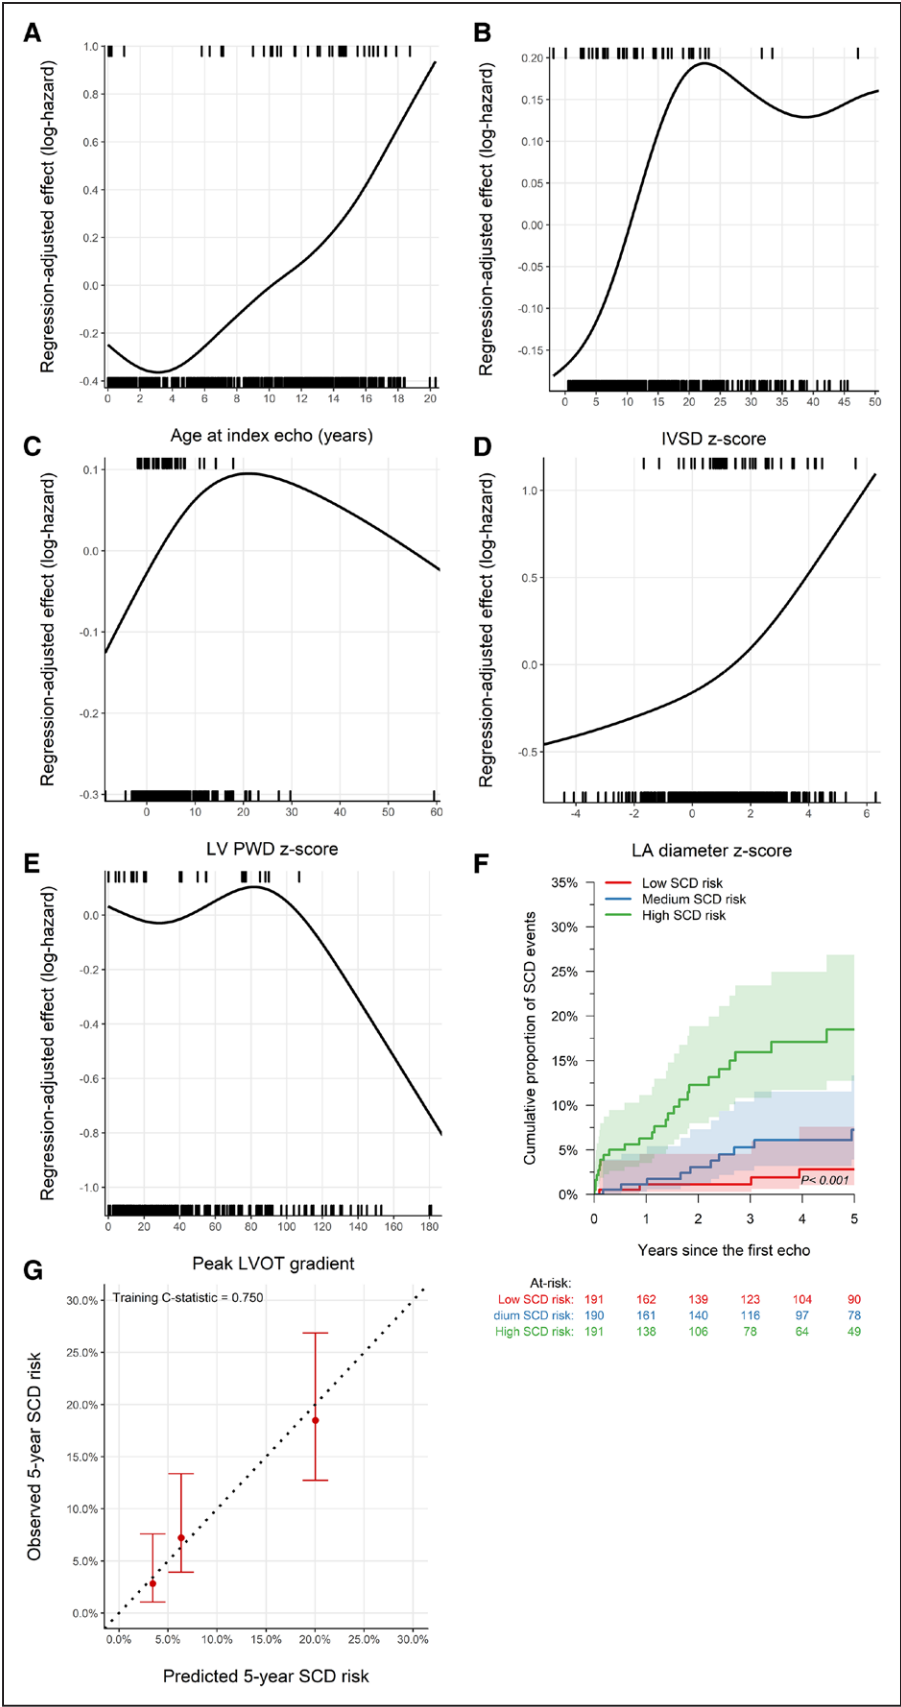 A
Regression-adjusted effect (log-hazard)
1.0
0.8
0.6
0.4
0.2
0.0
-0.2
-0.4
0 2 4 6 8 10 12 14 16 18 20
Age at index echo (years)
B
Regression-adjusted effect (log-hazard)
0.20
0.15
0.10
0.05
0.00
-0.05
-0.10
-0.15
0 5 10 15 20 25 30 35 40 45 50
IVSD z-score
C
Regression-adjusted effect (log-hazard)
0.1
0.0
-0.1
-0.2
-0.3
0 10 20 30 40 50 60
LV PWD z-score
D
Regression-adjusted effect (log-hazard)
1.0
0.5
0.0
-0.5
-4 -2 0 2 4 6
LA diameter z-score
E
Regression-adjusted effect (log-hazard)
0.0
-0.2
-0.4
-0.6
-0.8
-1.0
0 20 40 60 80 100 120 140 160 180
Peak LVOT gradient
F
Cumulative proportion of SCD events
35%
30%
25%
20%
15%
10%
5%
0%
Low SCD risk
Medium SCD risk
High SCD risk
P< 0.001
0 1 2 3 4 5
Years since the first echo
At-risk:
Low SCD risk: 191 162 139 123 104 90
dium SCD risk: 190 161 140 116 97 78
High SCD risk: 191 138 106 78 64 49
G
Training C-statistic = 0.750
Observed 5-year SCD risk
30.0%
25.0%
20.0%
15.0%
10.0%
5.0%
0.0%
0.0% 5.0% 10.0% 15.0% 20.0% 25.0% 30.0%
Predicted 5-year SCD risk